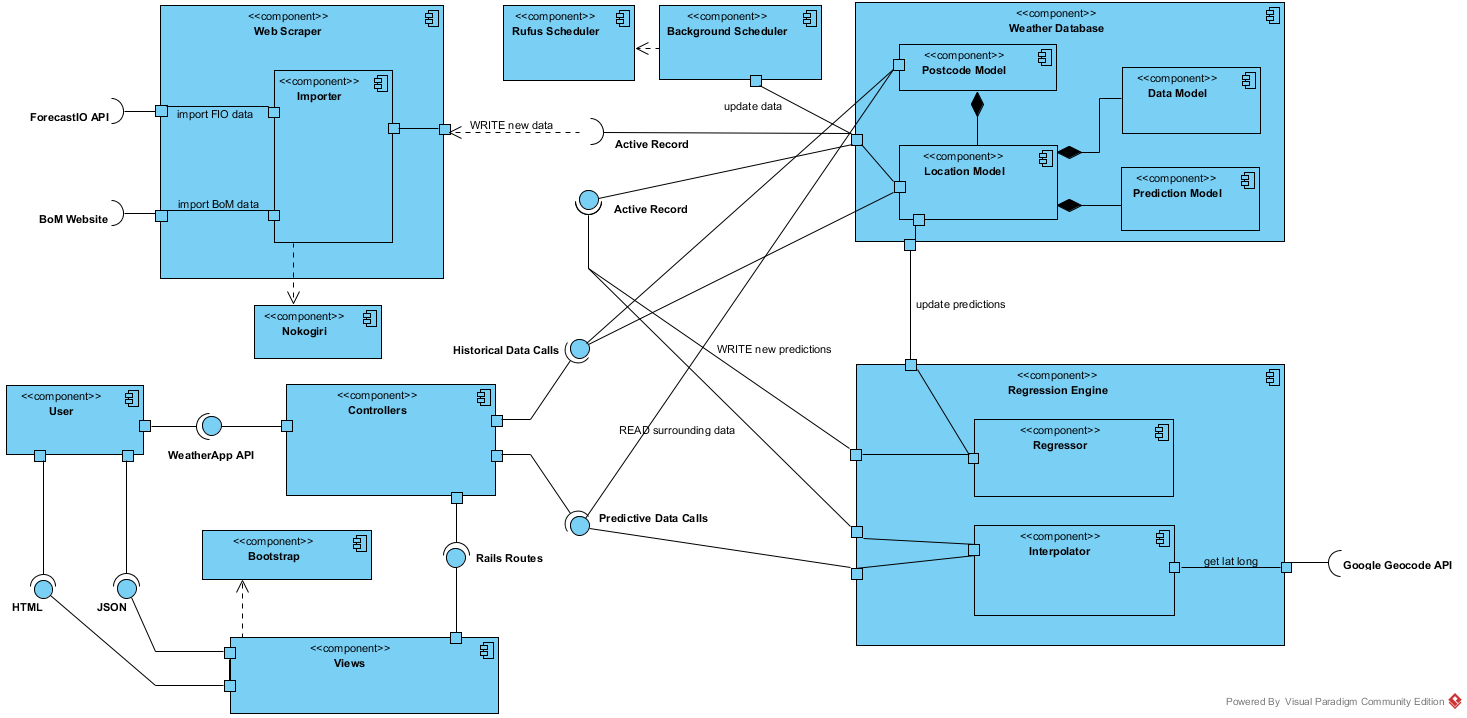 <<component>>
Web Scraper
<<component>>
Importer
ForecastIO API
import FIO data
BoM Website
import BoM data
<<component>>
Nokogiri
<<component>>
Rufus Scheduler
<<component>>
Background Scheduler
update data
WRITE new data
Active Record
Active Record
<<component>>
Weather Database
<<component>>
Postcode Model
<<component>>
Data Model
<<component>>
Location Model
<<component>>
Prediction Model
update predictions
Historical Data Calls
WRITE new predictions
READ surrounding data
Predictive Data Calls
<<component>>
User
WeatherApp API
<<component>>
Controllers
<<component>>
Bootstrap
Rails Routes
HTML
JSON
<<component>>
Views
<<component>>
Regression Engine
<<component>>
Regressor
<<component>>
Interpolator
get lat long
Google Geocode API
Powered By Visual Paradigm Community Edition